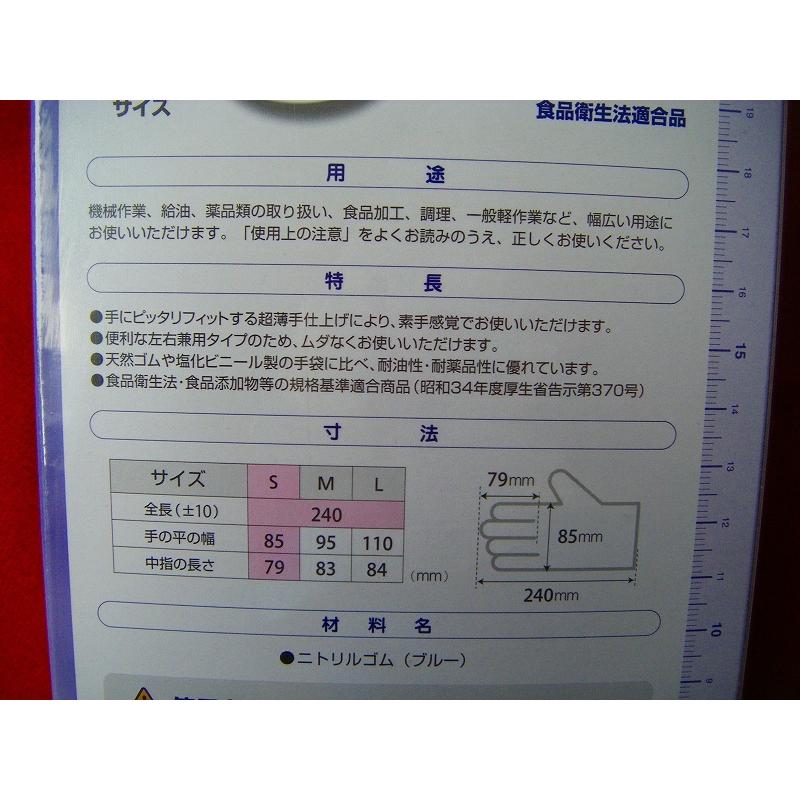 サイズ
食品衛生法適合品
用 途
機械作業、給油、薬品類の取り扱い、食品加工、調理、一般軽作業など、幅広い用途に
お使いいただけます。「使用上の注意」をよくお読みのうえ、正しくお使いください。
特 長
●手にピッタリフィットする超薄手仕上げにより、素手感覚でお使いいただけます。
●便利な左右兼用タイプのため、ムダなくお使いいただけます。
●天然ゴムや塩化ビニール製の手袋に比べ、耐油性・耐薬品性に優れています。
●食品衛生法・食品添加物等の規格基準適合商品(昭和34年度厚生省告示第370号)
寸 法
サイズ S M L
全長(±10) 240
手の平の幅 85 95 110
中指の長さ 79 83 84
(mm)
79mm
85mm
240mm
材 料 名
●ニトリルゴム(ブルー)
19
18
17
16
15
14
13
12
11
10
9